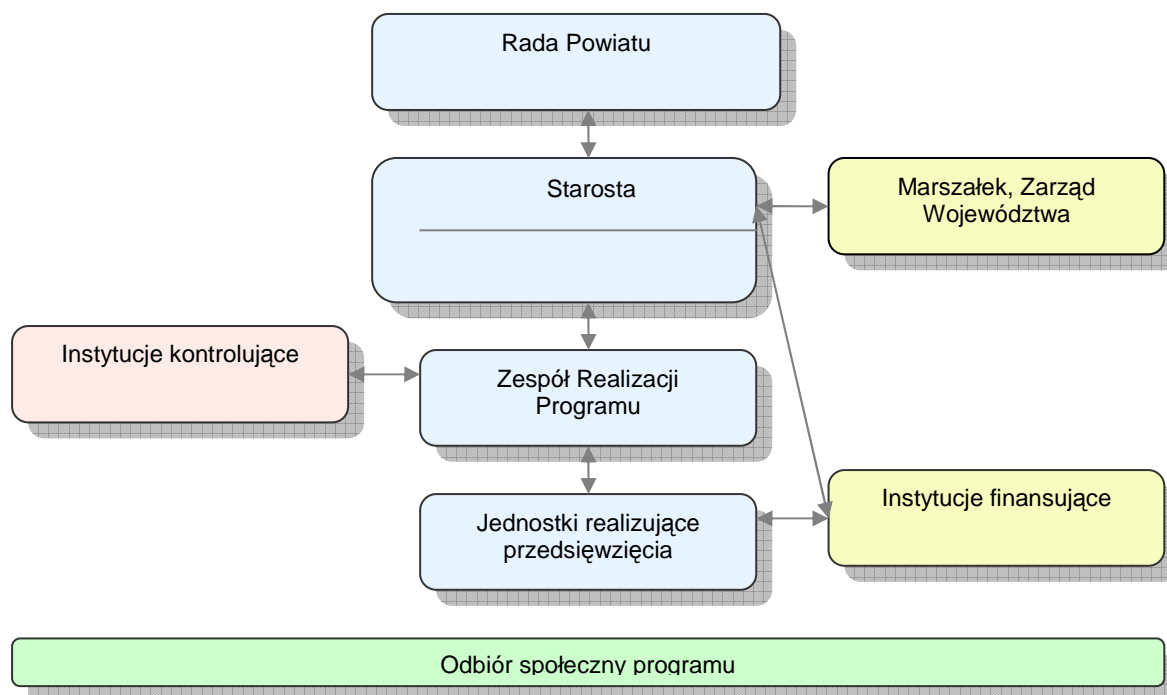 Rada Powiatu
Starosta
Marszałek, Zarząd
Województwa
Instytucje kontrolujące
Zespół Realizacji
Programu
Instytucje finansujące
Jednostki realizujące
przedsięwzięcia
Odbiór społeczny programu